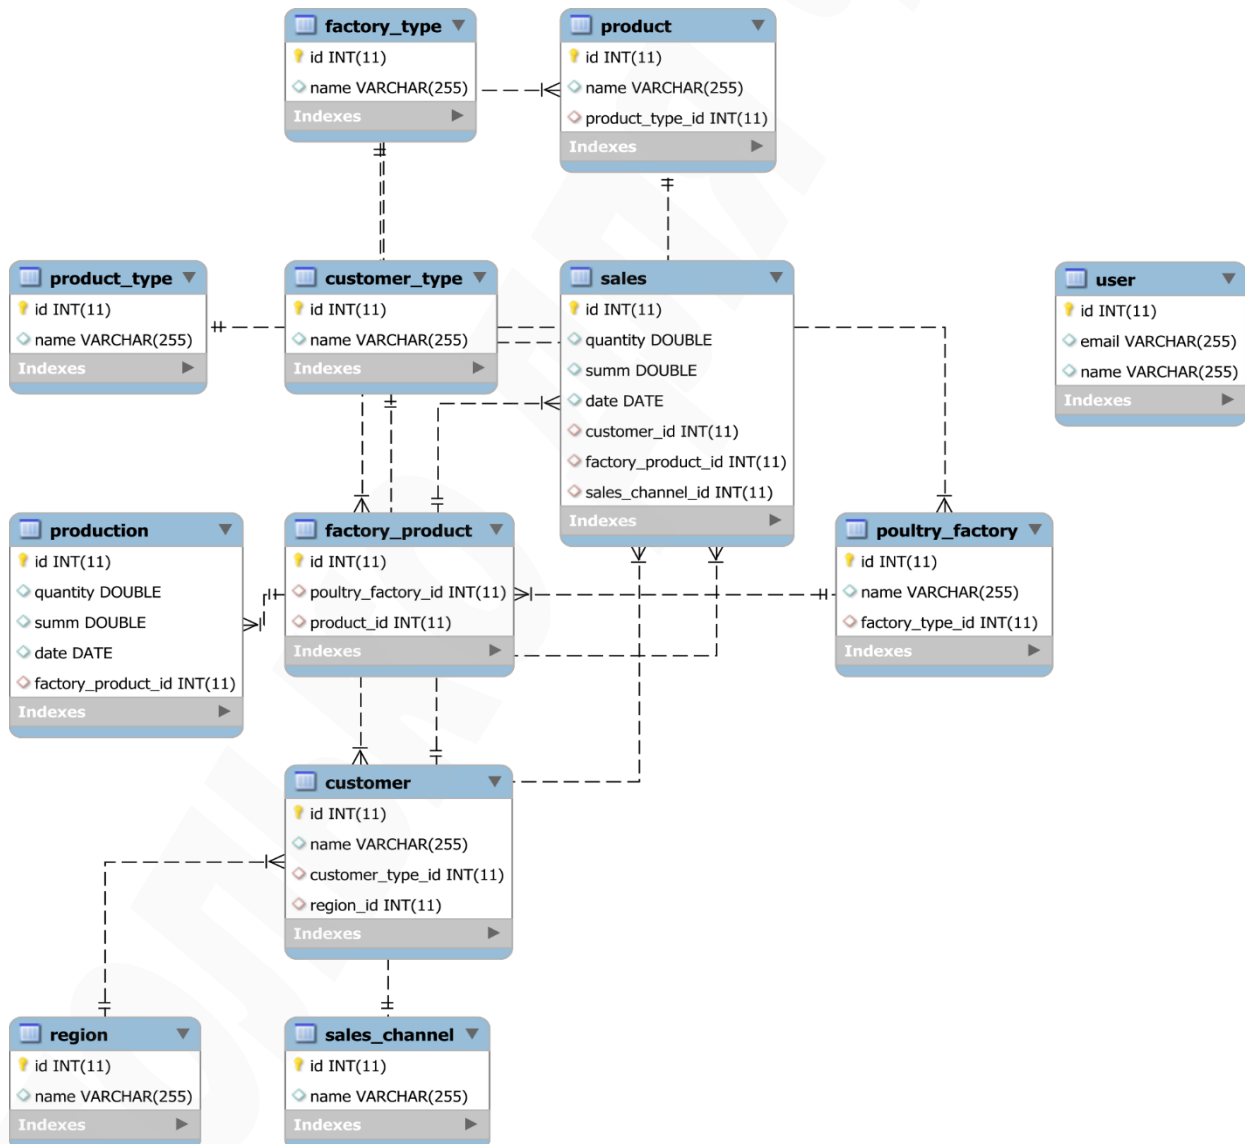 factory_type
id INT(11)
name VARCHAR(255)
Indexes
product
id INT(11)
name VARCHAR(255)
product_type_id INT(11)
Indexes
product_type
id INT(11)
name VARCHAR(255)
Indexes
customer_type
id INT(11)
name VARCHAR(255)
Indexes
sales
id INT(11)
quantity DOUBLE
summ DOUBLE
date DATE
customer_id INT(11)
factory_product_id INT(11)
sales_channel_id INT(11)
Indexes
user
id INT(11)
email VARCHAR(255)
name VARCHAR(255)
Indexes
production
id INT(11)
quantity DOUBLE
summ DOUBLE
date DATE
factory_product_id INT(11)
Indexes
factory_product
id INT(11)
poultry_factory_id INT(11)
product_id INT(11)
Indexes
poultry_factory
id INT(11)
name VARCHAR(255)
factory_type_id INT(11)
Indexes
customer
id INT(11)
name VARCHAR(255)
customer_type_id INT(11)
region_id INT(11)
Indexes
region
id INT(11)
name VARCHAR(255)
Indexes
sales_channel
id INT(11)
name VARCHAR(255)
Indexes